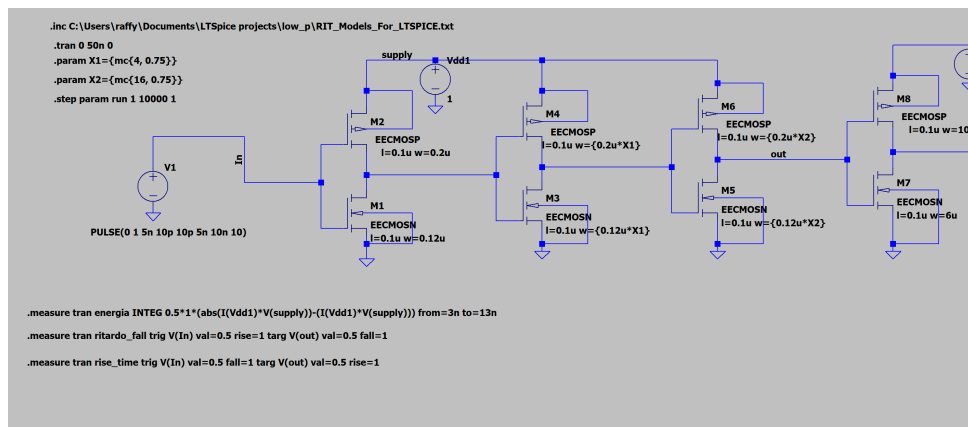 .inc C:\Users\raffy\Documents\LTSpice projects\low_p\RIT_Models_For_LTSPICE.txt
.tran 0 50n 0
.param X1={mc{4, 0.75}}
.param X2={mc{16, 0.75}}
.step param run 1 10000 1
supply
Vdd1
1
M2
EECMOSP
l=0.1u w=0.2u
M4
EECMOSP
l=0.1u w={0.2u*X1}
M6
EECMOSP
l=0.1u w={0.2u*X2}
M8
EECMOSP
l=0.1u w=10
V1
In
PULSE(0 1 5n 10p 10p 5n 10n 10)
out
M1
EECMOSN
l=0.1u w=0.12u
M3
EECMOSN
l=0.1u w={0.12u*X1}
M5
EECMOSN
l=0.1u w={0.12u*X2}
M7
EECMOSN
l=0.1u w=6u
.measure tran energia INTEG 0.5*1*(abs(I(Vdd1)*V(supply))-(I(Vdd1)*V(supply))) from=3n to=13n
.measure tran ritardo_fall trig V(In) val=0.5 rise=1 targ V(out) val=0.5 fall=1
.measure tran rise_time trig V(In) val=0.5 fall=1 targ V(out) val=0.5 rise=1